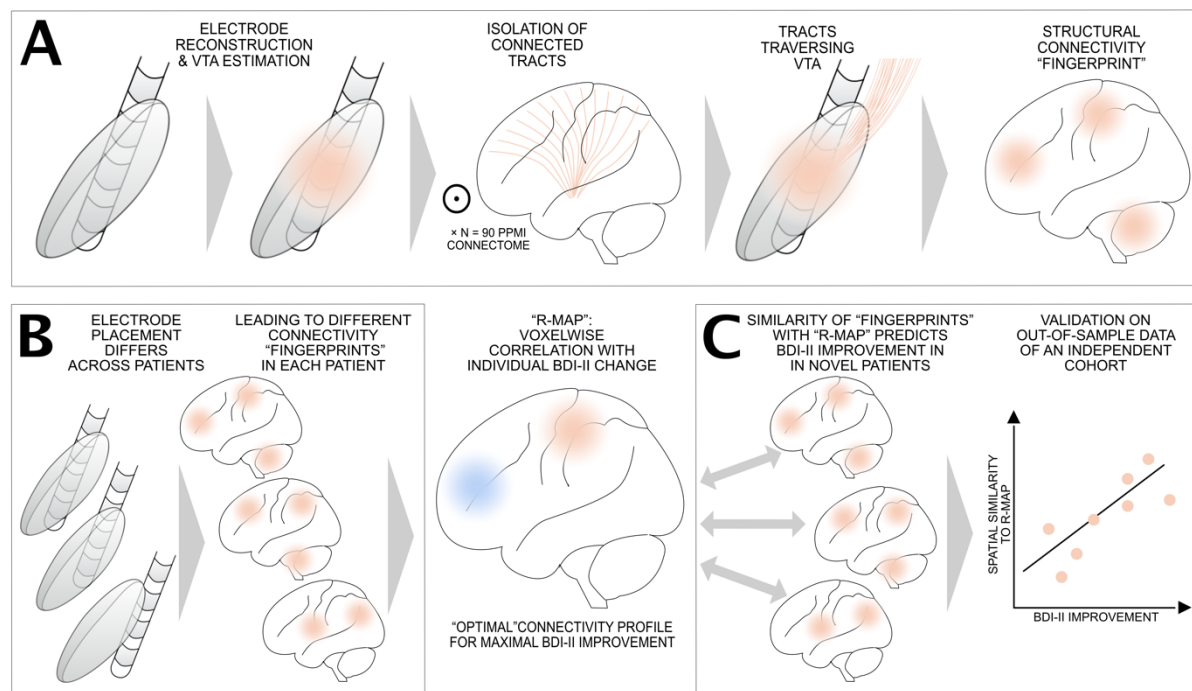 A
ELECTRODE
RECONSTRUCTION
& VTA ESTIMATION
ISOLATION OF
CONNECTED
TRACTS
× N = 90 PPMI
CONNECTOME
TRACTS
TRAVERSING
VTA
STRUCTURAL
CONNECTIVITY
“FINGERPRINT”
B
ELECTRODE
PLACEMENT
DIFFERS
ACROSS PATIENTS
LEADING TO DIFFERENT
CONNECTIVITY
“FINGERPRINTS”
IN EACH PATIENT
“R-MAP”:
VOXELWISE
CORRELATION WITH
INDIVIDUAL BDI-II CHANGE
“OPTIMAL”CONNECTIVITY PROFILE
FOR MAXIMAL BDI-II IMPROVEMENT
C
SIMILARITY OF “FINGERPRINTS”
WITH “R-MAP” PREDICTS
BDI-II IMPROVEMENT IN
IN NOVEL PATIENTS
VALIDATION ON
OUT-OF-SAMPLE DATA
OF AN INDEPENDENT
COHORT
SPATIAL SIMILARITY
TO R-MAP
BDI-II IMPROVEMENT